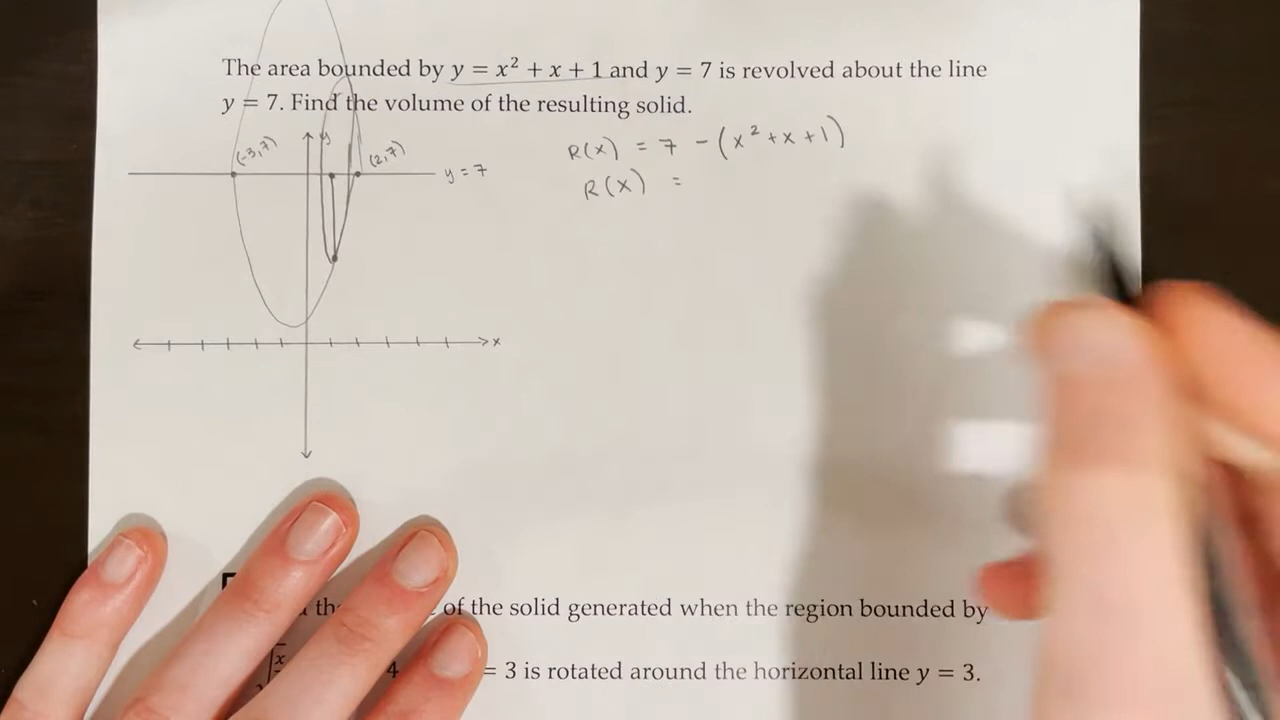 The area bounded by y = x² + x + 1 and y = 7 is revolved about the line
y = 7. Find the volume of the resulting solid.
R(x) = 7 - (x² + x + 1)
R(x) =
y
(-3,7)
(2,7)
y = 7
x
of the solid generated when the region bounded by
4 = 3 is rotated around the horizontal line y = 3.